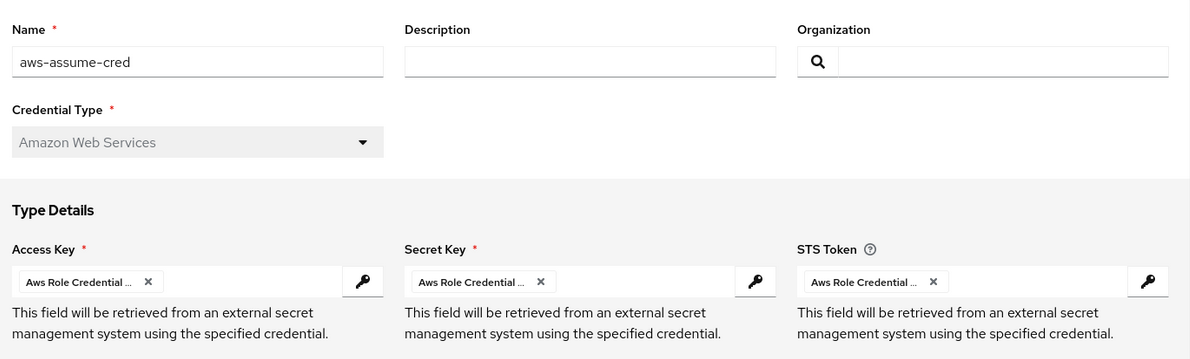 Name *
Description
Organization
aws-assume-cred
Credential Type *
Amazon Web Services
Type Details
Access Key *
Secret Key *
STS Token ?
Aws Role Credential ...
Aws Role Credential ...
Aws Role Credential ...
This field will be retrieved from an external secret
management system using the specified credential.
This field will be retrieved from an external secret
management system using the specified credential.
This field will be retrieved from an external secret
management system using the specified credential.